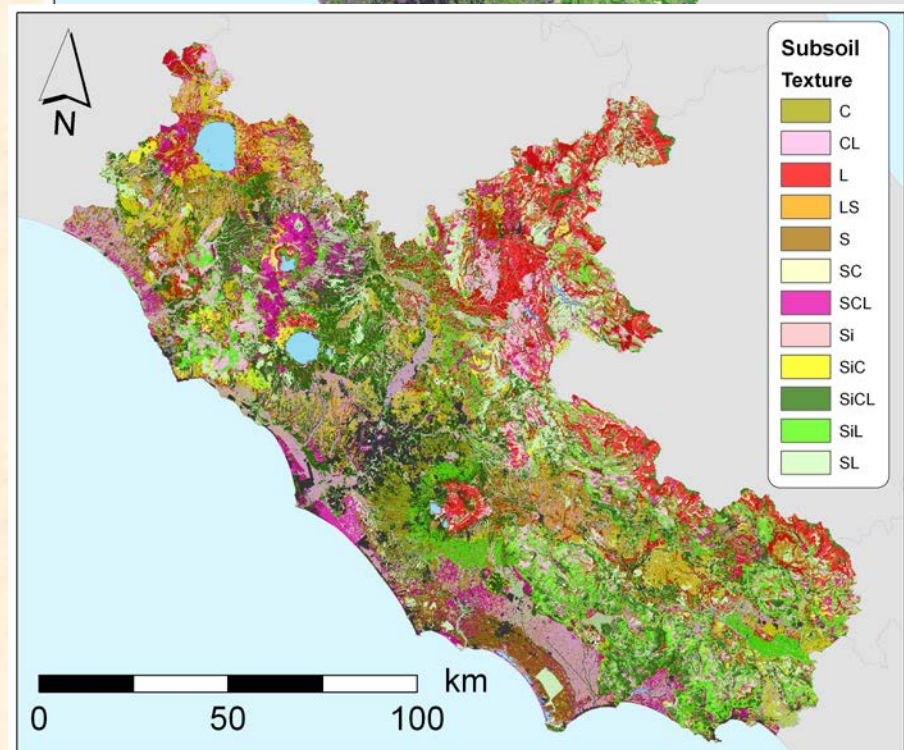 N
Subsoil
Texture
C
CL
L
LS
S
SC
SCL
Si
SiC
SiCL
SiL
SL
km
0 50 100